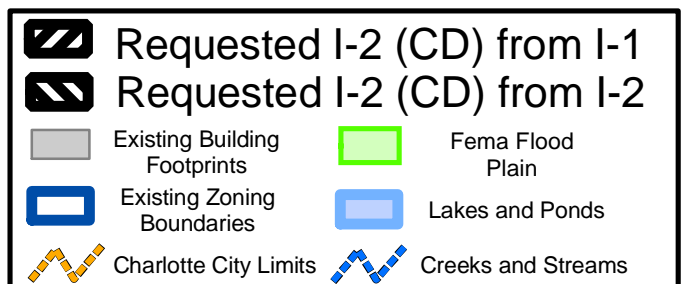 Requested I-2 (CD) from I-1
Requested I-2 (CD) from I-2
Existing Building
Footprints
Fema Flood
Plain
Existing Zoning
Boundaries
Lakes and Ponds
Charlotte City Limits
Creeks and Streams